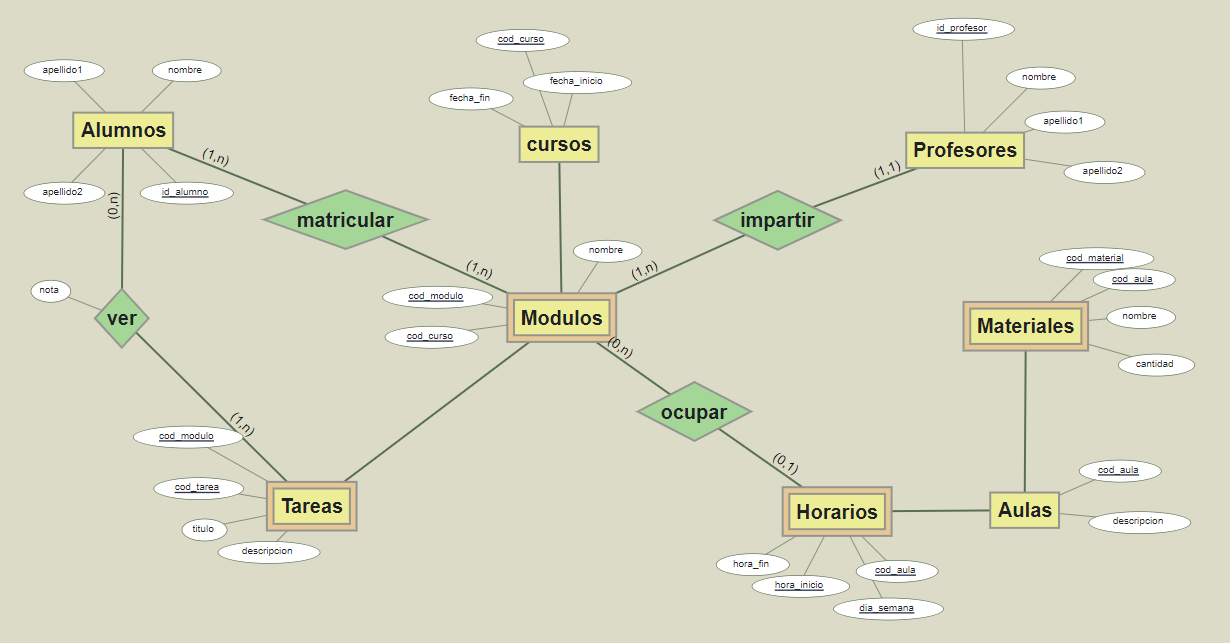 id_profesor
cod_curso
apellido1
nombre
fecha_inicio
nombre
fecha_fin
apellido1
Alumnos
cursos
Profesores
(1,n)
(1,1)
apellido2
apellido2
id_alumno
(0,n)
matricular
impartir
nombre
cod_material
(1,n)
(1,n)
cod_aula
nota
cod_modulo
ver
Modulos
nombre
Materiales
cod_curso
(0,n)
cantidad
ocupar
(1,n)
cod_modulo
(0,1)
cod_aula
cod_tarea
Tareas
Horarios
Aulas
descripcion
titulo
descripcion
hora_fin
cod_aula
hora_inicio
dia_semana